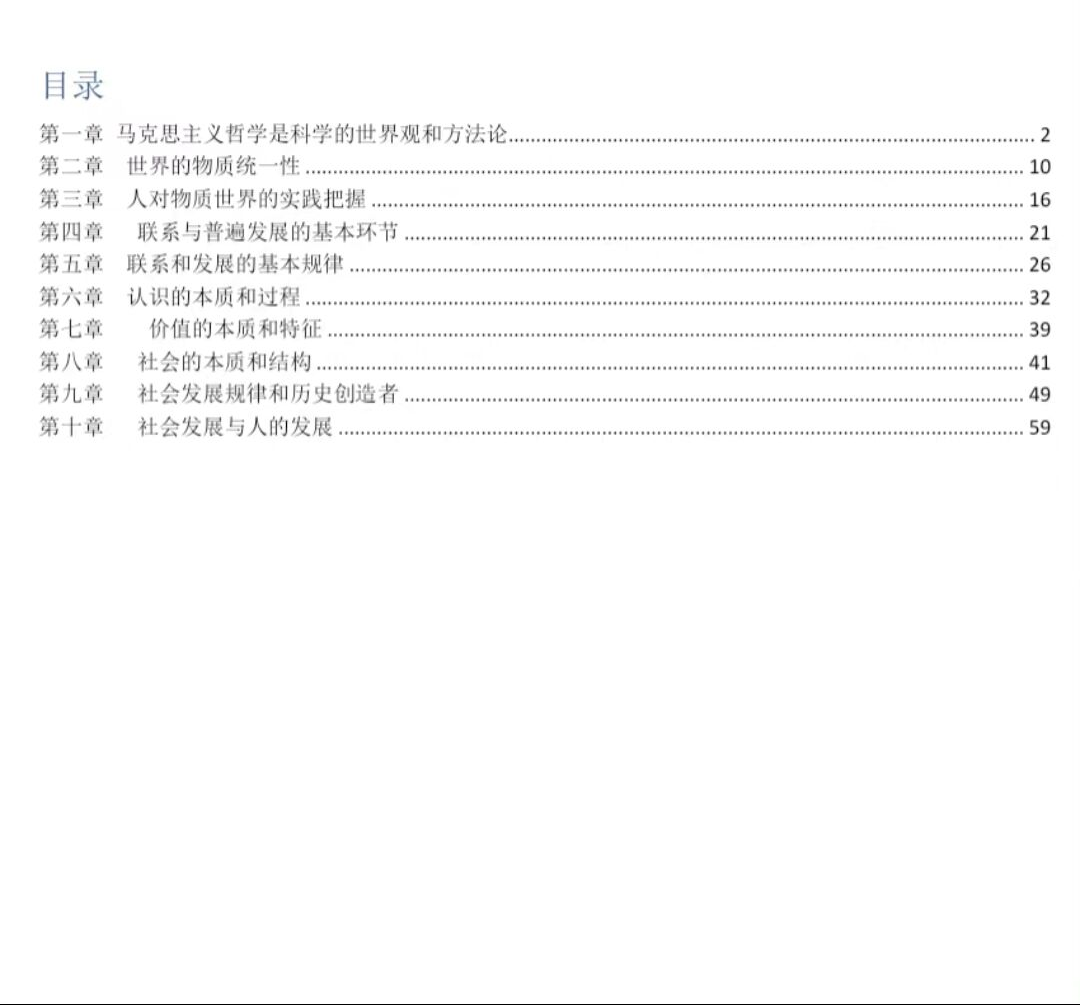 目录
第一章 马克思主义哲学是科学的世界观和方法论........................................ 2
第二章 世界的物质统一性........................................ 10
第三章 人对物质世界的实践把握........................................ 16
第四章 联系与普遍发展的基本环节........................................ 21
第五章 联系和发展的基本规律........................................ 26
第六章 认识的本质和过程........................................ 32
第七章 价值的本质和特征........................................ 39
第八章 社会的本质和结构........................................ 41
第九章 社会发展规律和历史创造者........................................ 49
第十章 社会发展与人的发展........................................ 59